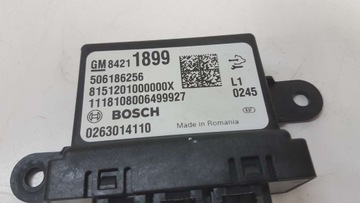 GM 8421 1899
506186256
8151201000000X
1118108006499927
L1
0245
BOSCH
0263014110
Made in Romania